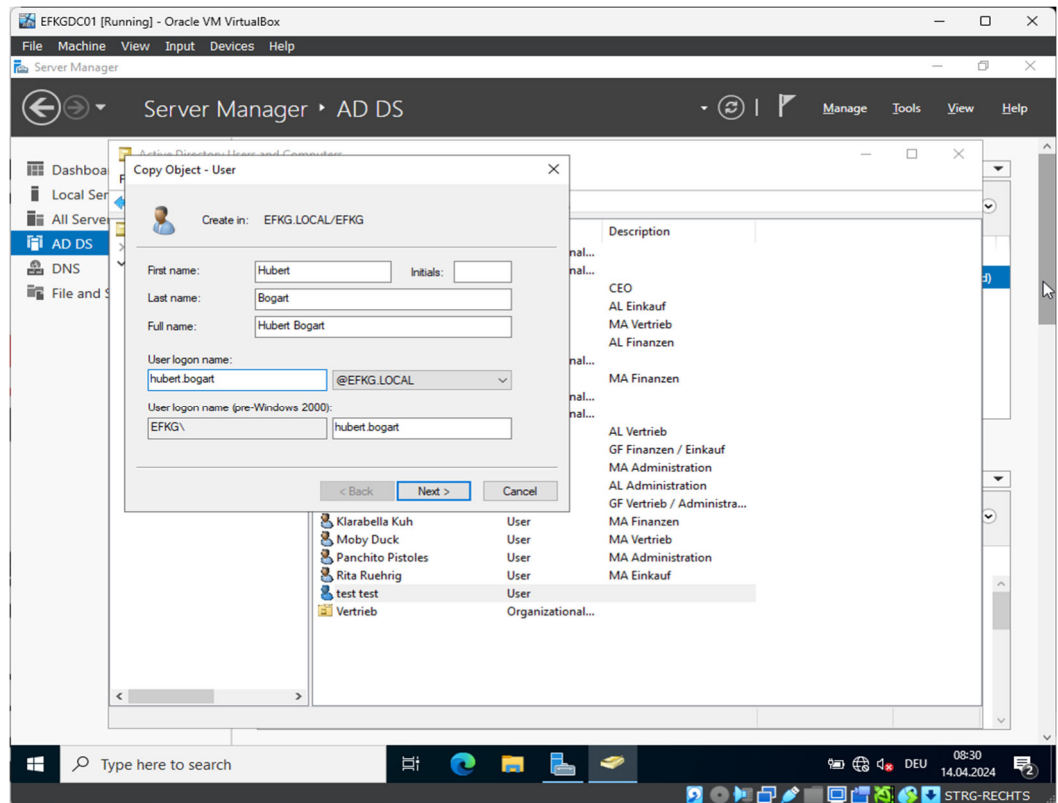 EFKGDC01 [Running] - Oracle VM VirtualBox
File Machine View Input Devices Help
Server Manager
Server Manager ‣ AD DS
Manage Tools View Help
Active Directory Users and Computers
Dashboa
Local Ser
All Server
AD DS
DNS
File and S
Copy Object - User
Create in: EFKG.LOCAL/EFKG
First name: Hubert Initials:
Last name: Bogart
Full name: Hubert Bogart
User logon name:
hubert.bogart @EFKG.LOCAL
User logon name (pre-Windows 2000):
EFKG\ hubert.bogart
< Back Next > Cancel
Description
nal...
nal...
CEO
AL Einkauf
MA Vertrieb
AL Finanzen
nal...
MA Finanzen
nal...
nal...
AL Vertrieb
GF Finanzen / Einkauf
MA Administration
AL Administration
GF Vertrieb / Administra...
Klarabella Kuh User MA Finanzen
Moby Duck User MA Vertrieb
Panchito Pistoles User MA Administration
Rita Ruehrig User MA Einkauf
test test User
Vertrieb Organizational...
Type here to search
DEU
08:30
14.04.2024
2
STRG-RECHTS